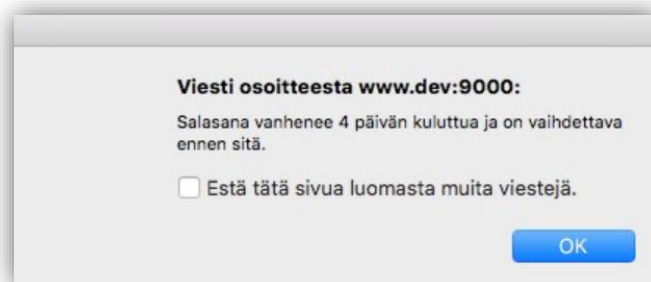 Viesti osoitteesta www.dev:9000:
Salasana vanhenee 4 päivän kuluttua ja on vaihdettava
ennen sitä.
Estä tätä sivua luomasta muita viestejä.
OK